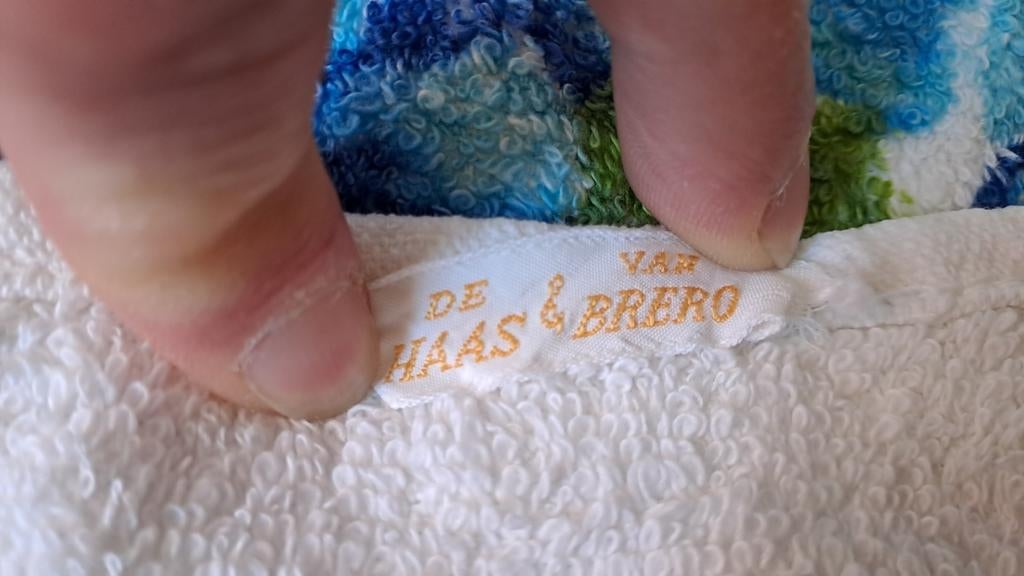 DE HAAS & VAN BRERO